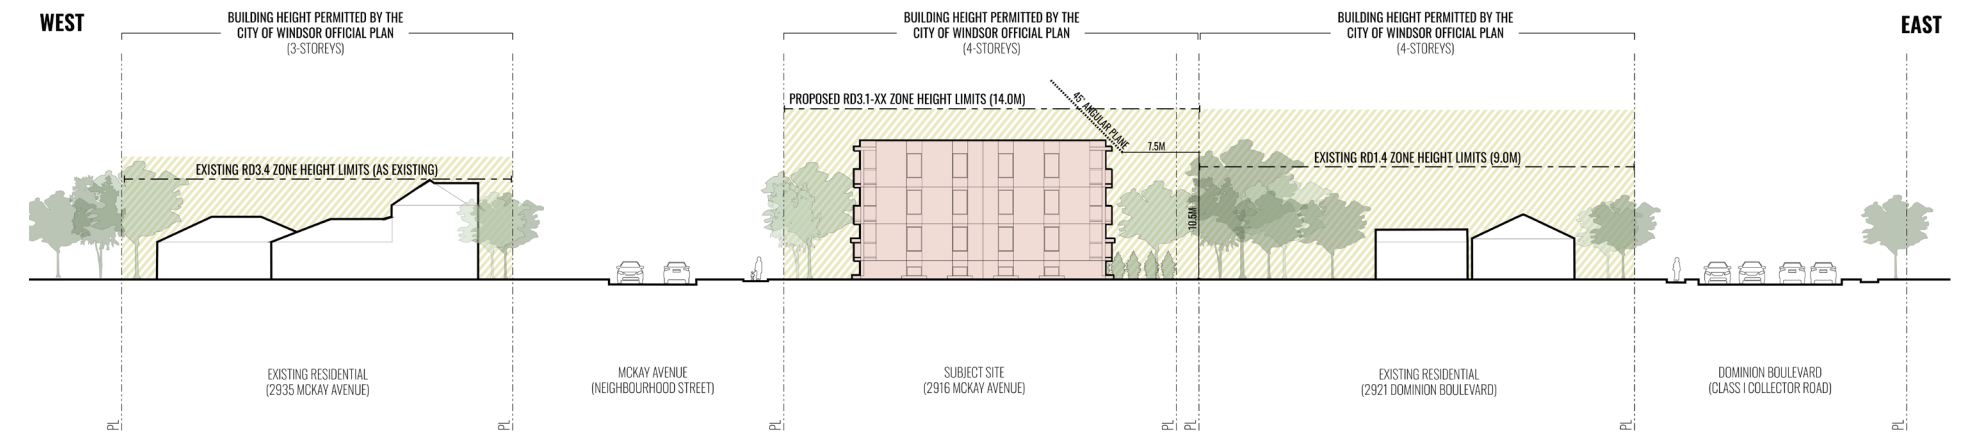 WEST
BUILDING HEIGHT PERMITTED BY THE
CITY OF WINDSOR OFFICIAL PLAN
(3-STOREYS)
BUILDING HEIGHT PERMITTED BY THE
CITY OF WINDSOR OFFICIAL PLAN
(4-STOREYS)
BUILDING HEIGHT PERMITTED BY THE
CITY OF WINDSOR OFFICIAL PLAN
(4-STOREYS)
EAST
EXISTING RD3.4 ZONE HEIGHT LIMITS (AS EXISTING)
PROPOSED RD3.1-XX ZONE HEIGHT LIMITS (14.0M)
45° ANGULAR PLANE
7.5M
10.5M
EXISTING RD1.4 ZONE HEIGHT LIMITS (9.0M)
EXISTING RESIDENTIAL
(2935 MCKAY AVENUE)
MCKAY AVENUE
(NEIGHBOURHOOD STREET)
SUBJECT SITE
(2916 MCKAY AVENUE)
EXISTING RESIDENTIAL
(2921 DOMINION BOULEVARD)
DOMINION BOULEVARD
(CLASS I COLLECTOR ROAD)
PL
PL
PL
PL
PL
PL
PL